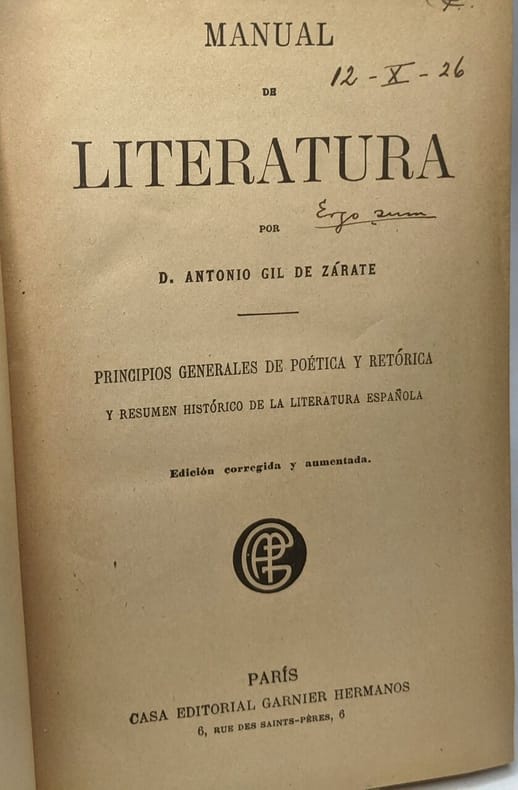 MANUAL
12-X-26
DE
LITERATURA
Ergo sum
POR
D. ANTONIO GIL DE ZÁRATE
PRINCIPIOS GENERALES DE POÉTICA Y RETÓRICA
Y RESUMEN HISTÓRICO DE LA LITERATURA ESPAÑOLA
Edición corregida y aumentada.
PARÍS
CASA EDITORIAL GARNIER HERMANOS
6, RUE DES SAINTS-PÈRES, 6